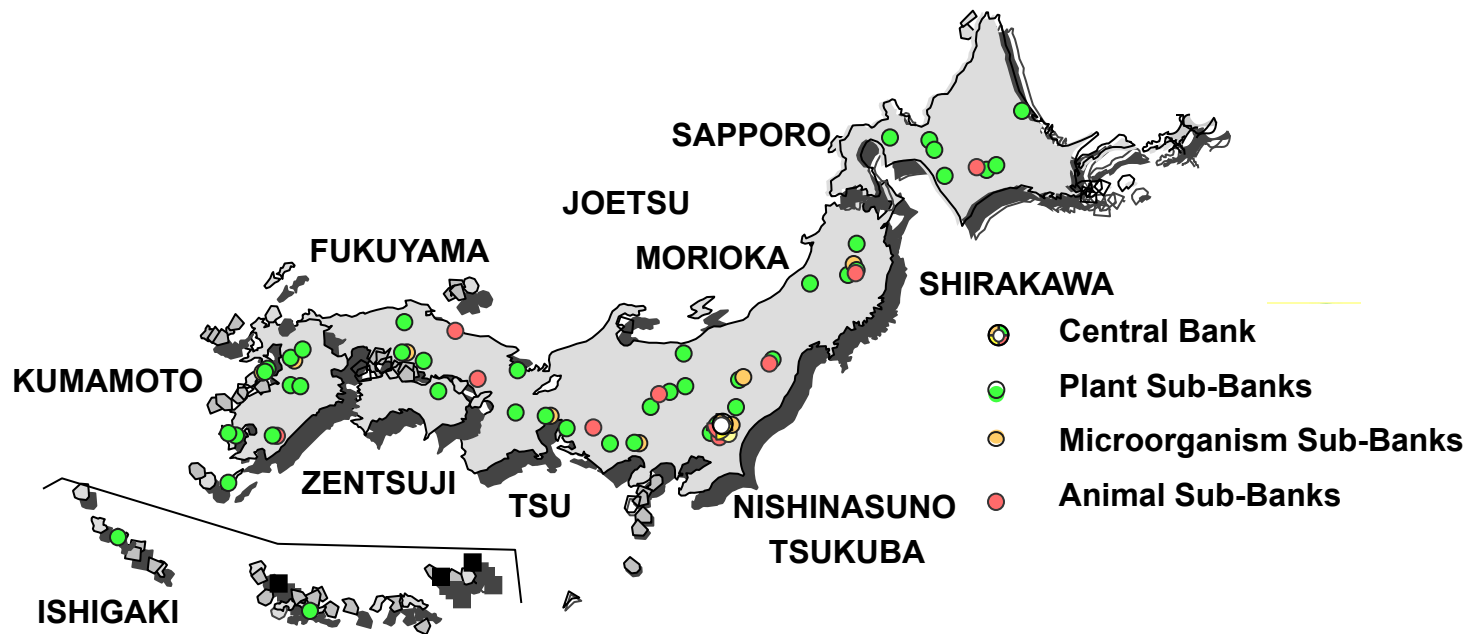 SAPPORO
JOETSU
FUKUYAMA
MORIOKA
SHIRAKAWA
Central Bank
KUMAMOTO
Plant Sub-Banks
Microorganism Sub-Banks
ZENTSUJI
TSU
Animal Sub-Banks
NISHINASUNO
TSUKUBA
ISHIGAKI